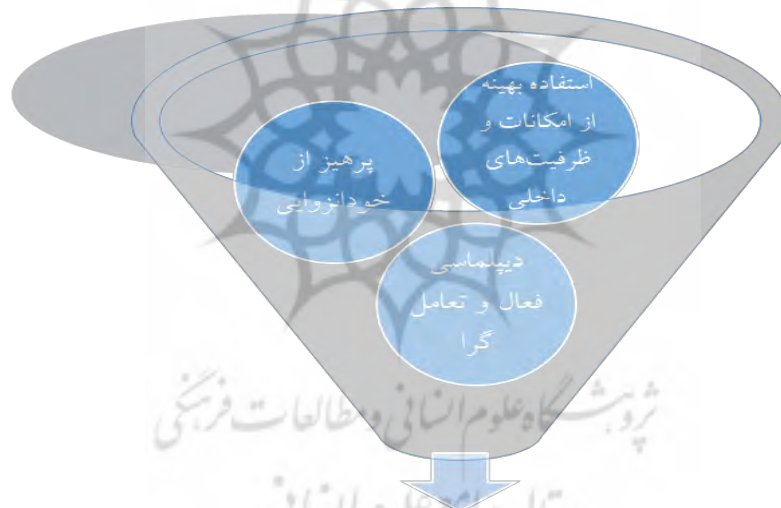 استفاده بهینه
از امکانات و
ظرفیت‌های
داخلی
پرهیز از
خودانزوایی
دیپلماسی
فعال و تعامل
گرا
پژوهشگاه علوم انسانی و مطالعات فرهنگی